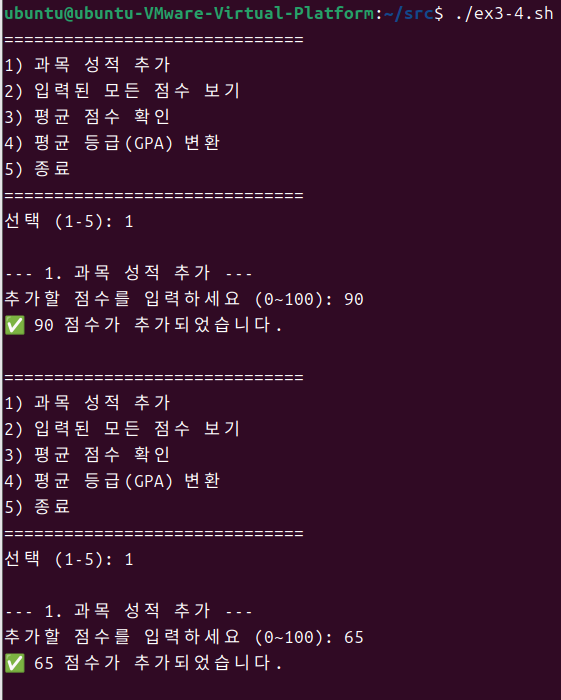 ubuntu@ubuntu-VMware-Virtual-Platform:~/src$ ./ex3-4.sh
==============================
1) 과목 성적 추가
2) 입력된 모든 점수 보기
3) 평균 점수 확인
4) 평균 등급(GPA) 변환
5) 종료
==============================
선택 (1-5): 1
--- 1. 과목 성적 추가 ---
추가할 점수를 입력하세요 (0~100): 90
✅ 90 점수가 추가되었습니다.
==============================
1) 과목 성적 추가
2) 입력된 모든 점수 보기
3) 평균 점수 확인
4) 평균 등급(GPA) 변환
5) 종료
==============================
선택 (1-5): 1
--- 1. 과목 성적 추가 ---
추가할 점수를 입력하세요 (0~100): 65
✅ 65 점수가 추가되었습니다.